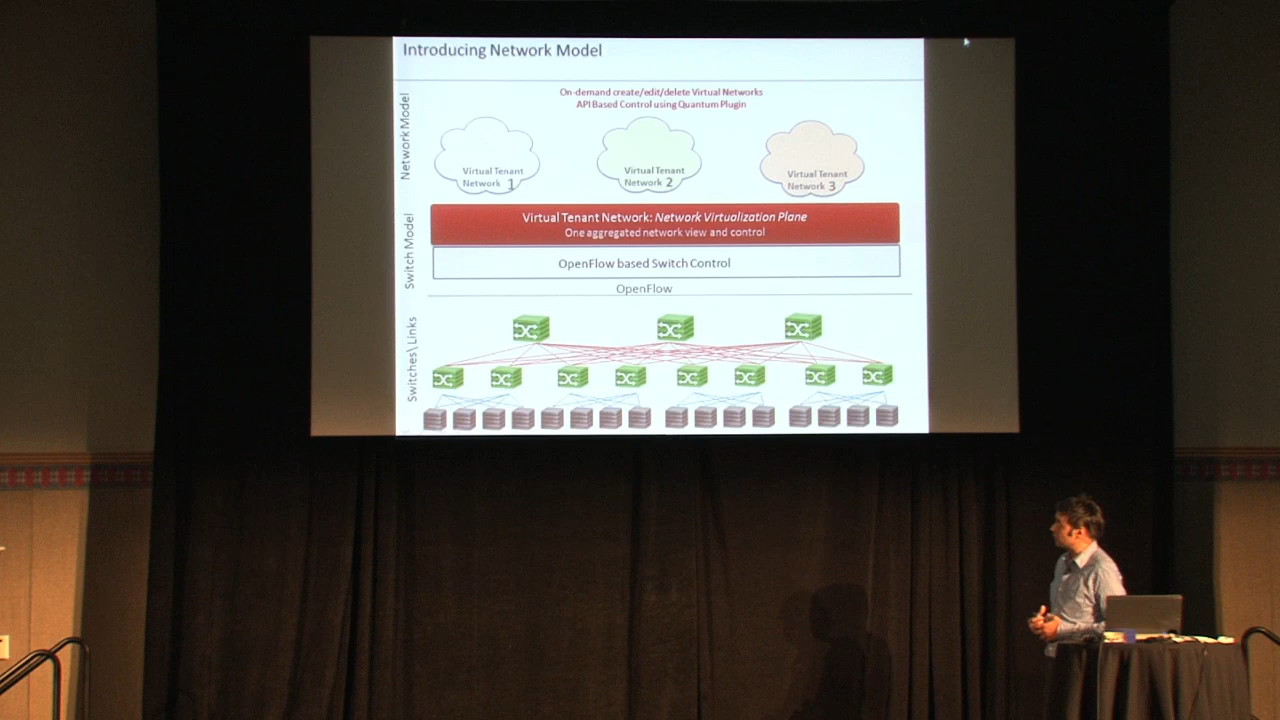 Introducing Network Model
Network Model
On-demand create/edit/delete Virtual Networks
API Based Control using Quantum Plugin
Virtual Tenant
Network 1
Virtual Tenant
Network 2
Virtual Tenant
Network 3
Switch Model
Virtual Tenant Network: Network Virtualization Plane
One aggregated network view and control
OpenFlow based Switch Control
OpenFlow
Switches\ Links